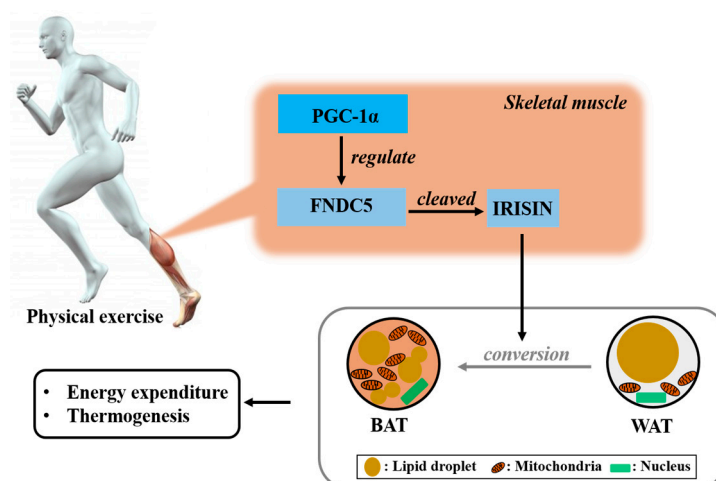 Skeletal muscle
PGC-1α
regulate
FNDC5
cleaved
IRISIN
Physical exercise
conversion
BAT
WAT
• Energy expenditure
• Thermogenesis
: Lipid droplet : Mitochondria : Nucleus